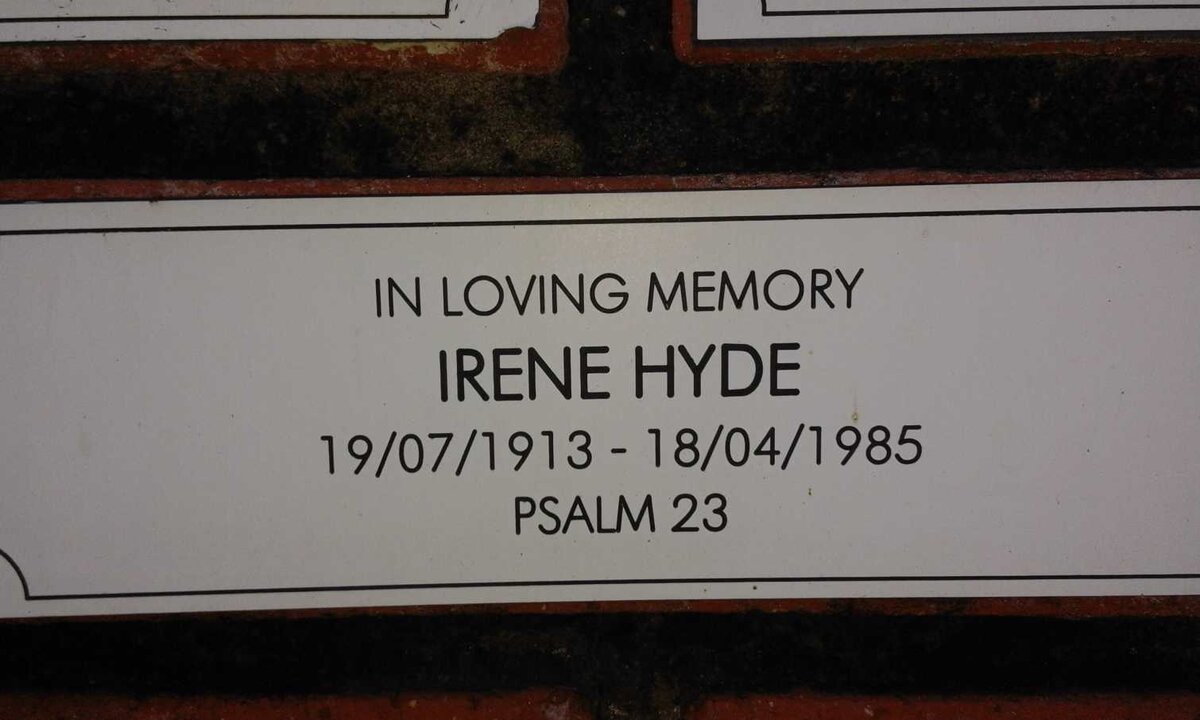 IN LOVING MEMORY
IRENE HYDE
19/07/1913 - 18/04/1985
PSALM 23